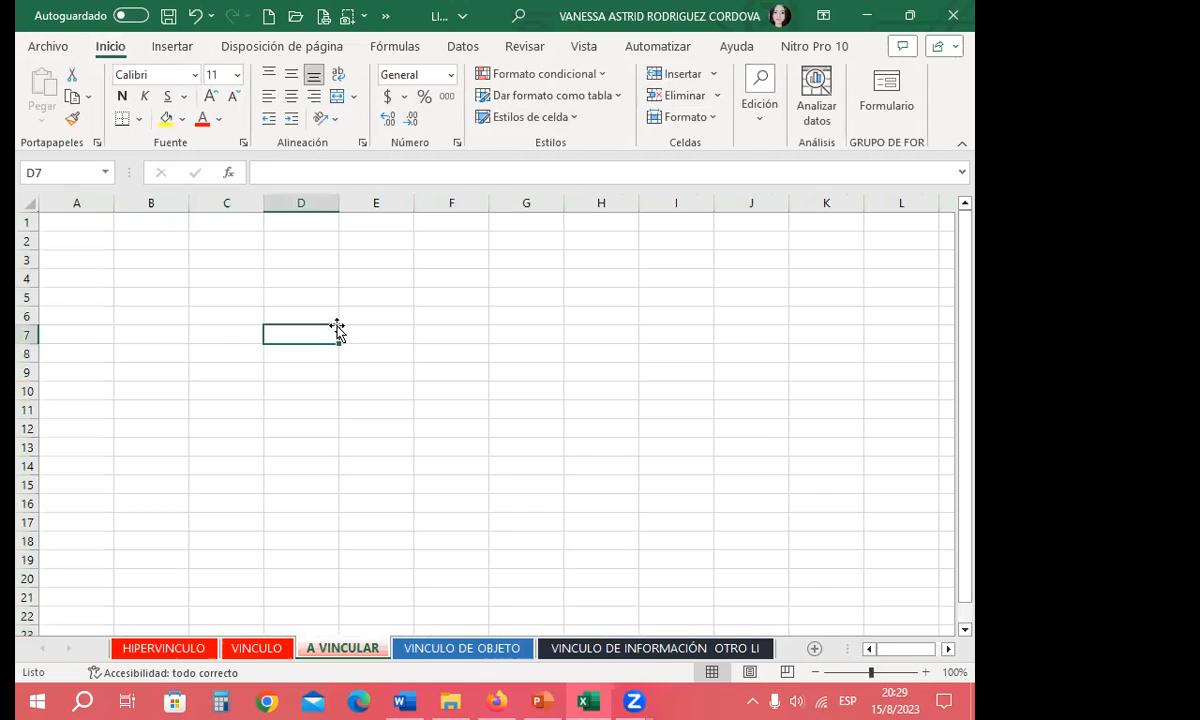 Autoguardado
LI...
VANESSA ASTRID RODRIGUEZ CORDOVA
Archivo Inicio Insertar Disposición de página Fórmulas Datos Revisar Vista Automatizar Ayuda Nitro Pro 10
Pegar
Calibri 11
N K S
General
$ % 000
Formato condicional
Dar formato como tabla
Estilos de celda
Insertar
Eliminar
Formato
Edición
Analizar datos
Formulario
Portapapeles Fuente Alineación Número Estilos Celdas Análisis GRUPO DE FOR
D7 fx
A B C D E F G H I J K L
1
2
3
4
5
6
7
8
9
10
11
12
13
14
15
16
17
18
19
20
21
22
23
HIPERVINCULO VINCULO A VINCULAR VINCULO DE OBJETO VINCULO DE INFORMACIÓN OTRO LI
Listo Accesibilidad: todo correcto 100%
ESP 20:29
15/8/2023